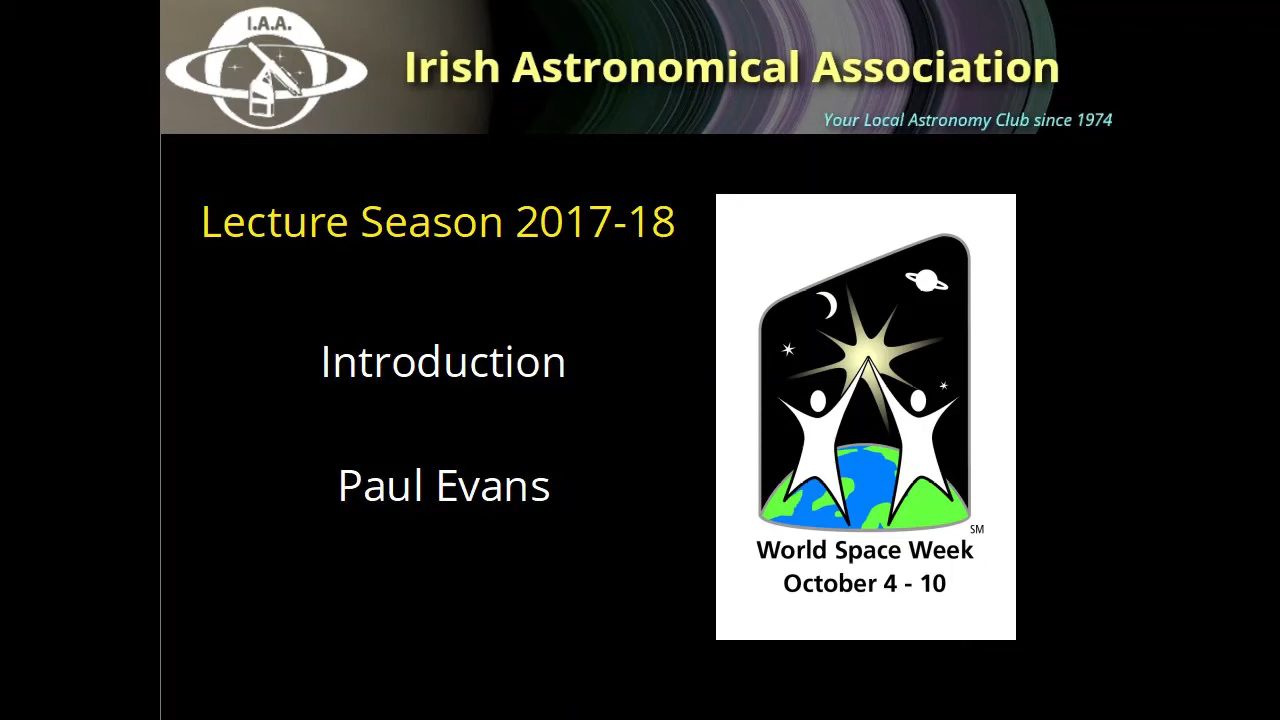 I.A.A.
Irish Astronomical Association
Your Local Astronomy Club since 1974
Lecture Season 2017-18
Introduction
Paul Evans
SM
World Space Week
October 4 - 10